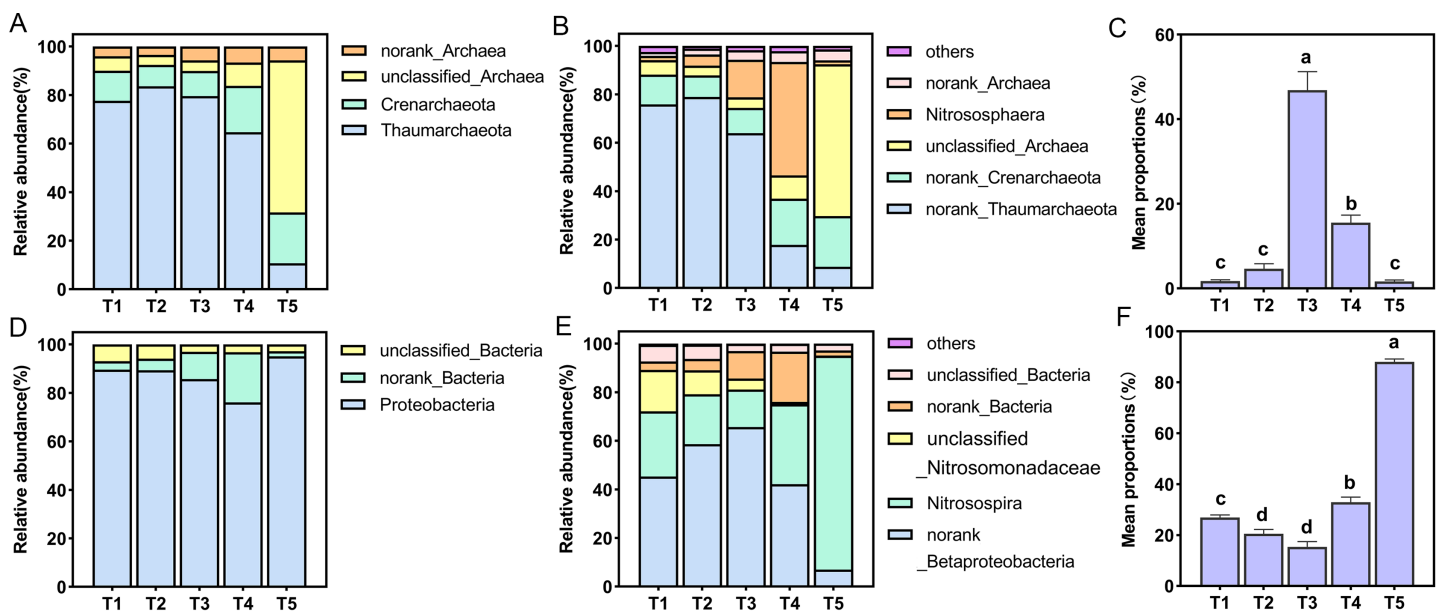 A
Relative abundance(%)
100
80
60
40
20
0
T1 T2 T3 T4 T5
norank_Archaea
unclassified_Archaea
Crenarchaeota
Thaumarchaeota
B
Relative abundance(%)
100
80
60
40
20
0
T1 T2 T3 T4 T5
others
norank_Archaea
Nitrososphaera
unclassified_Archaea
norank_Crenarchaeota
norank_Thaumarchaeota
C
Mean proportions（%）
60
40
20
0
c c a b c
T1 T2 T3 T4 T5
D
Relative abundance(%)
100
80
60
40
20
0
T1 T2 T3 T4 T5
unclassified_Bacteria
norank_Bacteria
Proteobacteria
E
Relative abundance(%)
100
80
60
40
20
0
T1 T2 T3 T4 T5
others
unclassified_Bacteria
norank_Bacteria
unclassified
_Nitrosomonadaceae
Nitrosospira
norank
_Betaproteobacteria
F
Mean proportions（%）
100
80
60
40
20
0
c d d b a
T1 T2 T3 T4 T5